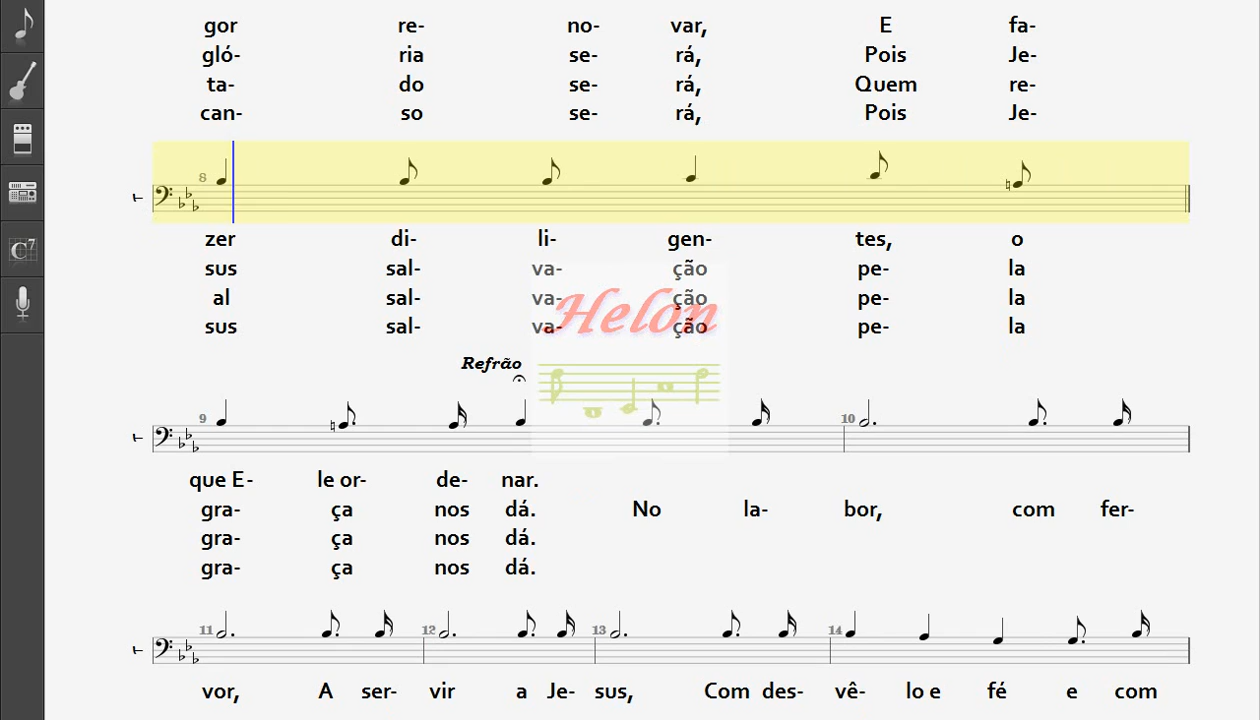 gor re- no- var, E fa-
gló- ria se- rá, Pois Je-
ta- do se- rá, Quem re-
can- so se- rá, Pois Je-
8
T
zer di- li- gen- tes, o
sus sal- va- ção pe- la
al sal- va- ção pe- la
sus sal- va- ção pe- la
Helon
C7
Refrão
9 10
T
que E- le or- de- nar.
gra- ça nos dá. No la- bor, com fer-
gra- ça nos dá.
gra- ça nos dá.
11 12 13 14
T
vor, A ser- vir a Je- sus, Com des- vê- lo e fé e com